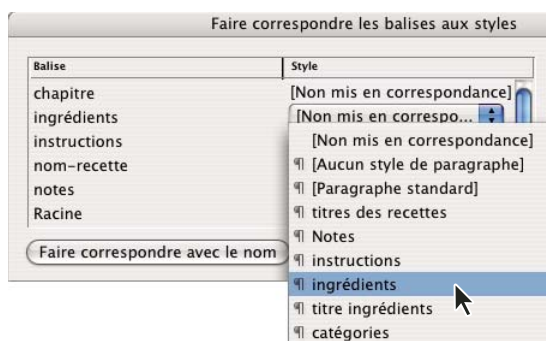 Faire correspondre les balises aux styles
Balise Style
chapitre [Non mis en correspondance]
ingrédients [Non mis en correspo...
instructions
nom-recette
notes
Racine
Faire correspondre avec le nom
[Non mis en correspondance]
¶ [Aucun style de paragraphe]
¶ [Paragraphe standard]
¶ titres des recettes
¶ Notes
¶ instructions
¶ ingrédients
¶ titre ingrédients
¶ catégories